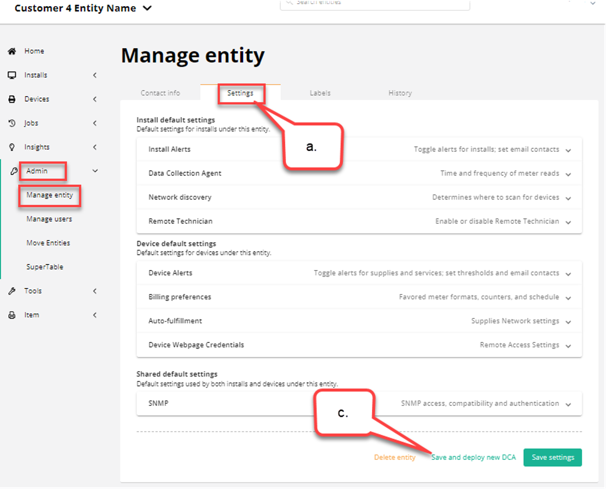 Customer 4 Entity Name
Search entities
Manage entity
Home
Installs
Devices
Jobs
Insights
Admin
Manage entity
Manage users
Move Entities
SuperTable
Tools
Item
Contact info Settings Labels History
a.
Install default settings
Default settings for installs under this entity.
Install Alerts Toggle alerts for installs; set email contacts
Data Collection Agent Time and frequency of meter reads
Network discovery Determines where to scan for devices
Remote Technician Enable or disable Remote Technician
Device default settings
Default settings for devices under this entity.
Device Alerts Toggle alerts for supplies and services; set thresholds and email contacts
Billing preferences Favored meter formats, counters, and schedule
Auto-fulfillment Supplies Network settings
Device Webpage Credentials Remote Access Settings
Shared default settings
Default settings used by both installs and devices under this entity.
SNMP SNMP access, compatibility and authentication
c.
Delete entity Save and deploy new DCA Save settings